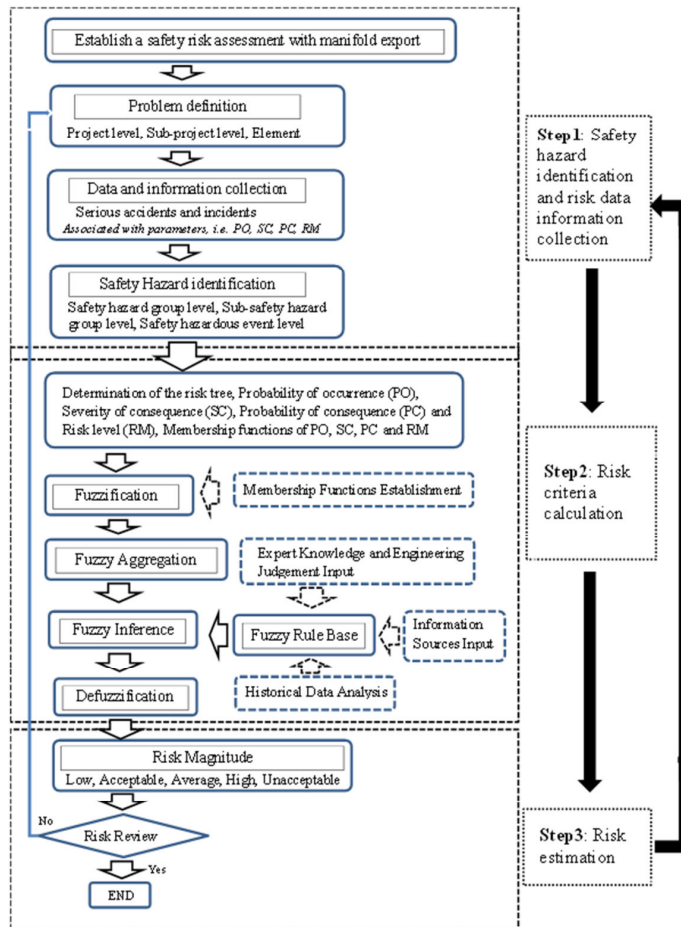 Establish a safety risk assessment with manifold export
Problem definition
Project level, Sub-project level, Element
Data and information collection
Serious accidents and incidents
Associated with parameters, i.e. PO, SC, PC, RM
Safety Hazard identification
Safety hazard group level, Sub-safety hazard
group level, Safety hazardous event level
Step1: Safety
hazard
identification
and risk data
information
collection
Determination of the risk tree, Probability of occurrence (PO),
Severity of consequence (SC), Probability of consequence (PC) and
Risk level (RM), Membership functions of PO, SC, PC and RM
Fuzzification
Membership Functions Establishment
Fuzzy Aggregation
Expert Knowledge and Engineering
Judgement Input
Fuzzy Inference
Fuzzy Rule Base
Information
Sources Input
Defuzzification
Historical Data Analysis
Step2: Risk
criteria
calculation
Risk Magnitude
Low, Acceptable, Average, High, Unacceptable
No
Risk Review
Yes
END
Step3: Risk
estimation